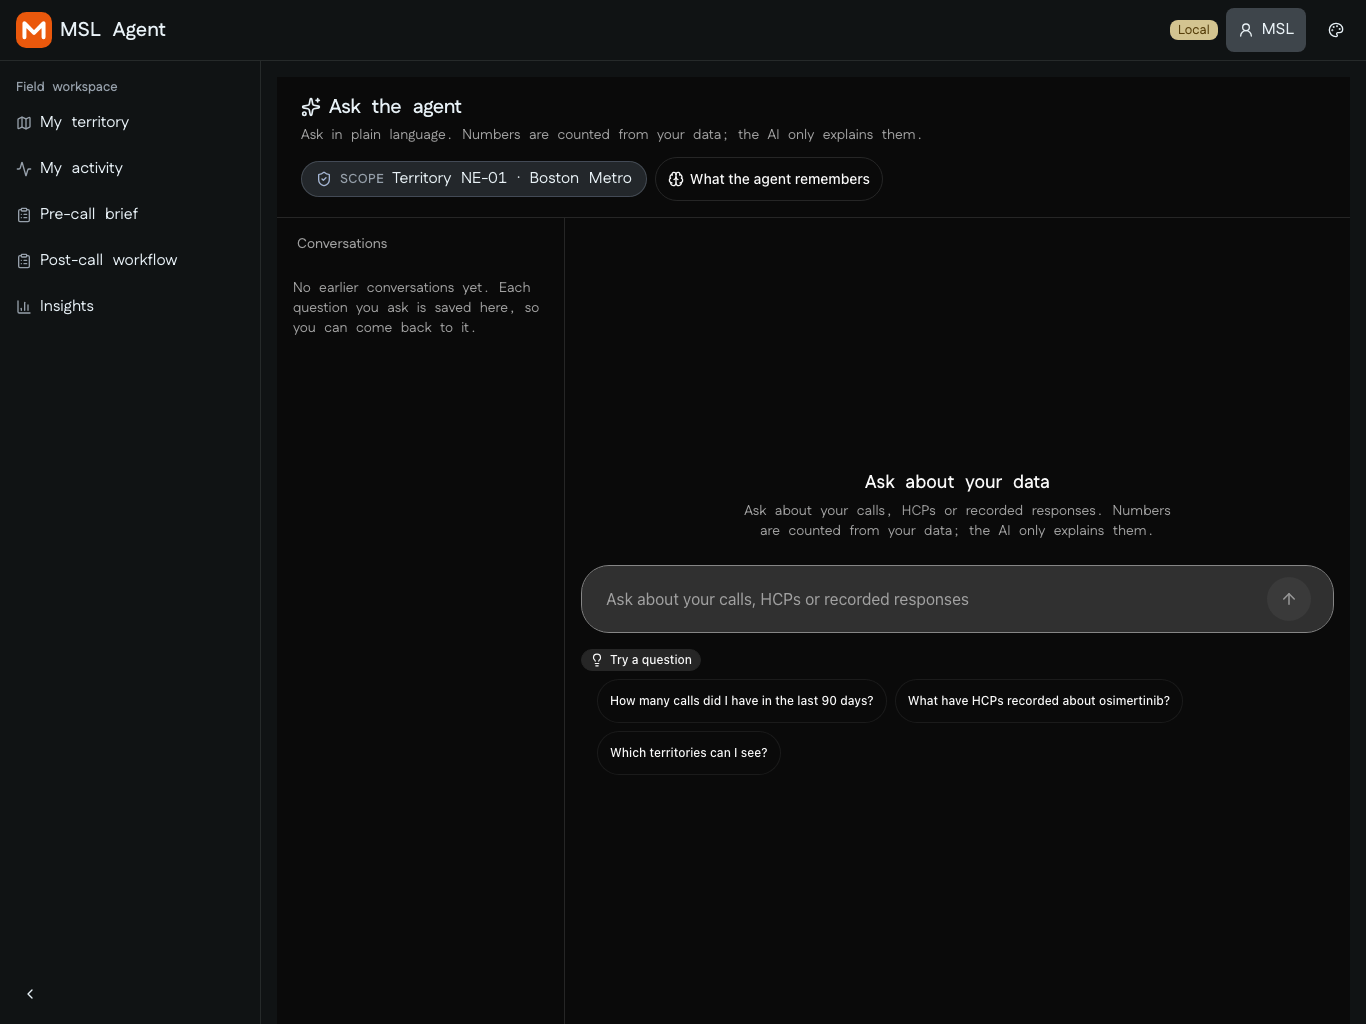 MSL Agent
Local
MSL
Field workspace
My territory
My activity
Pre-call brief
Post-call workflow
Insights
Ask the agent
Ask in plain language. Numbers are counted from your data; the AI only explains them.
SCOPE Territory NE-01 · Boston Metro
What the agent remembers
Conversations
No earlier conversations yet. Each
question you ask is saved here, so
you can come back to it.
Ask about your data
Ask about your calls, HCPs or recorded responses. Numbers
are counted from your data; the AI only explains them.
Ask about your calls, HCPs or recorded responses
Try a question
How many calls did I have in the last 90 days?
What have HCPs recorded about osimertinib?
Which territories can I see?